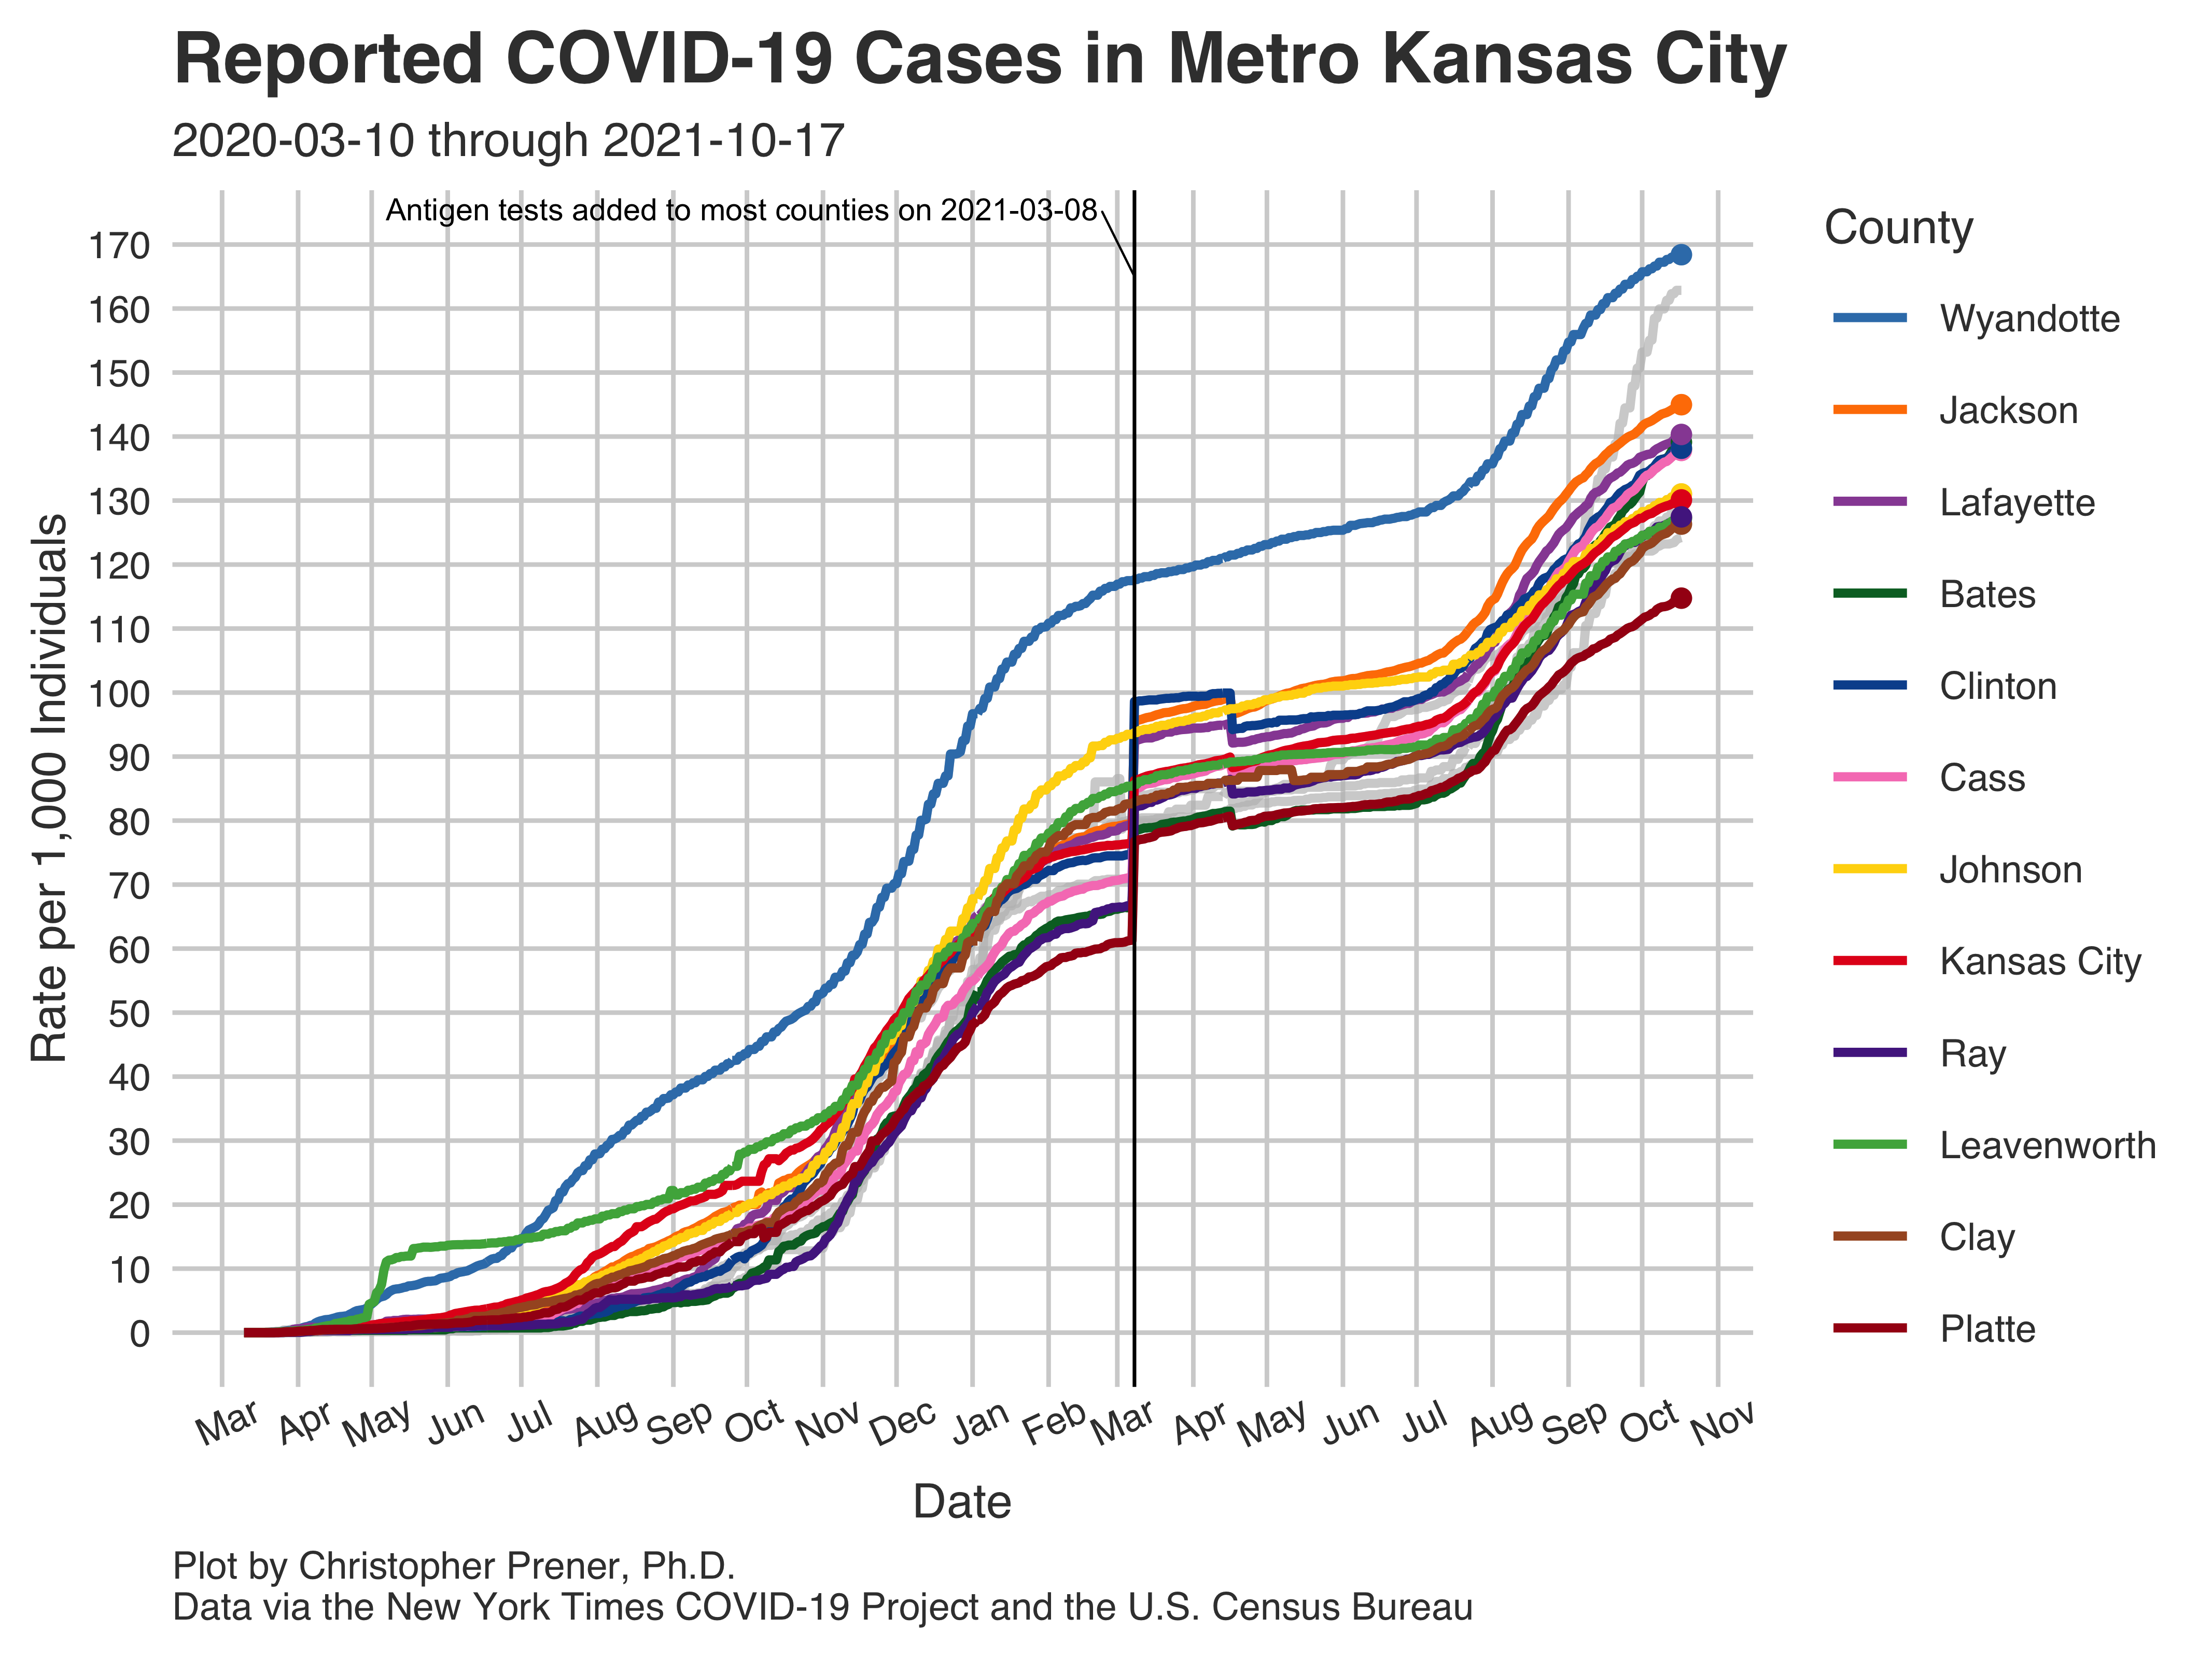 Reported COVID-19 Cases in Metro Kansas City
2020-03-10 through 2021-10-17
Antigen tests added to most counties on 2021-03-08
Rate per 1,000 Individuals
170
160
150
140
130
120
110
100
90
80
70
60
50
40
30
20
10
0
Mar Apr May Jun Jul Aug Sep Oct Nov Dec Jan Feb Mar Apr May Jun Jul Aug Sep Oct Nov
Date
County
Wyandotte
Jackson
Lafayette
Bates
Clinton
Cass
Johnson
Kansas City
Ray
Leavenworth
Clay
Platte
Plot by Christopher Prener, Ph.D.
Data via the New York Times COVID-19 Project and the U.S. Census Bureau